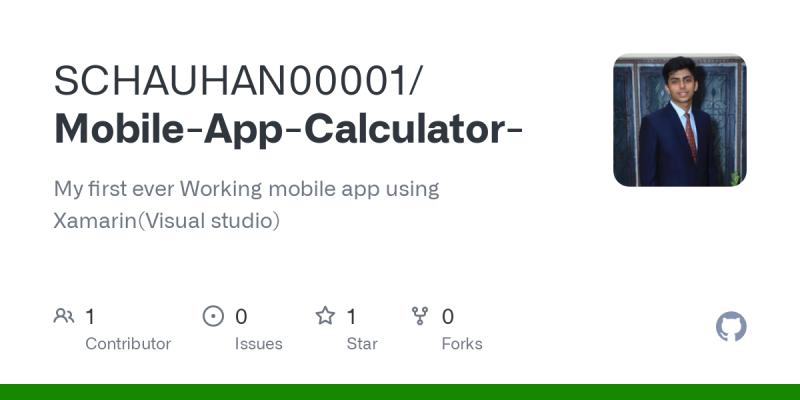 SCHAUHAN00001/
Mobile-App-Calculator-
My first ever Working mobile app using
Xamarin(Visual studio)
1 0 1 0
Contributor Issues Star Forks